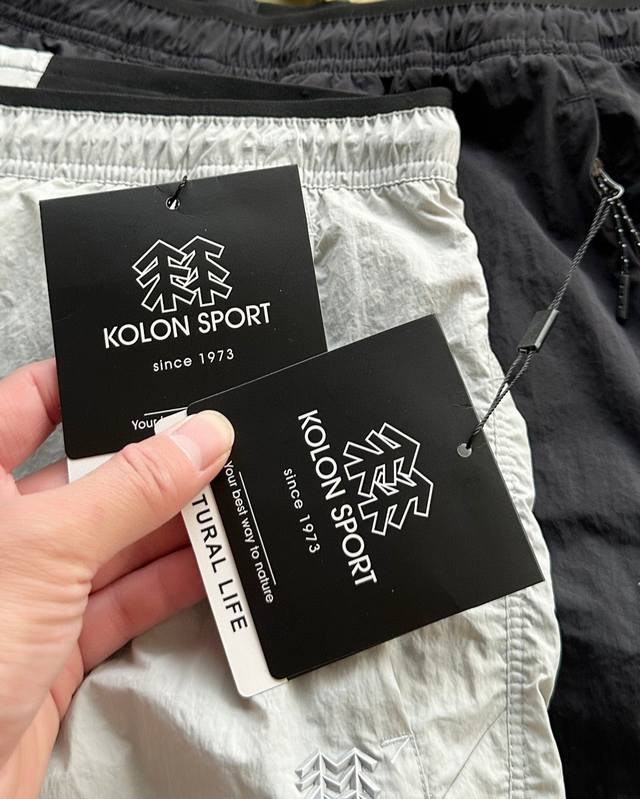 KOLON SPORT
since 1973
Your
KOLON SPORT
since 1973
Your best way to nature
TURAL LIFE